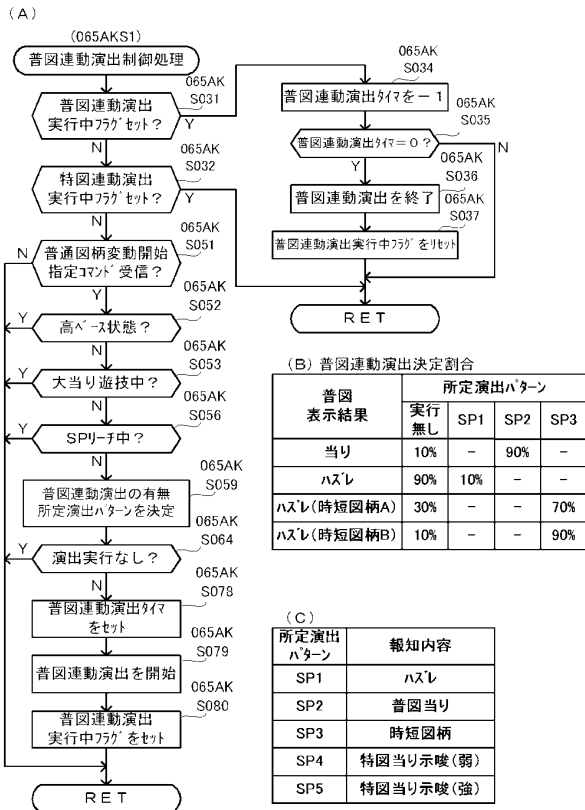 (A)
(065AKS1)
普図連動演出制御処理
065AK
S031
普図連動演出
実行中フラグセット？
Y
N
065AK
S032
特図連動演出
実行中フラグセット？
Y
N
065AK
S051
普通図柄変動開始
指定コマンド受信？
N
Y
065AK
S052
高ベース状態？
Y
N
065AK
S053
大当り遊技中？
Y
N
065AK
S056
SPリーチ中？
Y
N
065AK
S059
普図連動演出の有無
所定演出パターンを決定
065AK
S064
演出実行なし？
Y
N
065AK
S078
普図連動演出タイマ
をセット
065AK
S079
普図連動演出を開始
065AK
S080
普図連動演出
実行中フラグをセット
RET
065AK
S034
普図連動演出タイマを－1
065AK
S035
普図連動演出タイマ=0？
N
Y
065AK
S036
普図連動演出を終了
065AK
S037
普図連動演出実行中フラグをリセット
RET
(B) 普図連動演出決定割合
普図
表示結果
所定演出パターン
実行
無し
SP1 SP2 SP3
当り 10% - 90% -
ハズレ 90% 10% - -
ハズレ(時短図柄A) 30% - - 70%
ハズレ(時短図柄B) 10% - - 90%
(C)
所定演出
パターン
報知内容
SP1 ハズレ
SP2 普図当り
SP3 時短図柄
SP4 特図当り示唆(弱)
SP5 特図当り示唆(強)